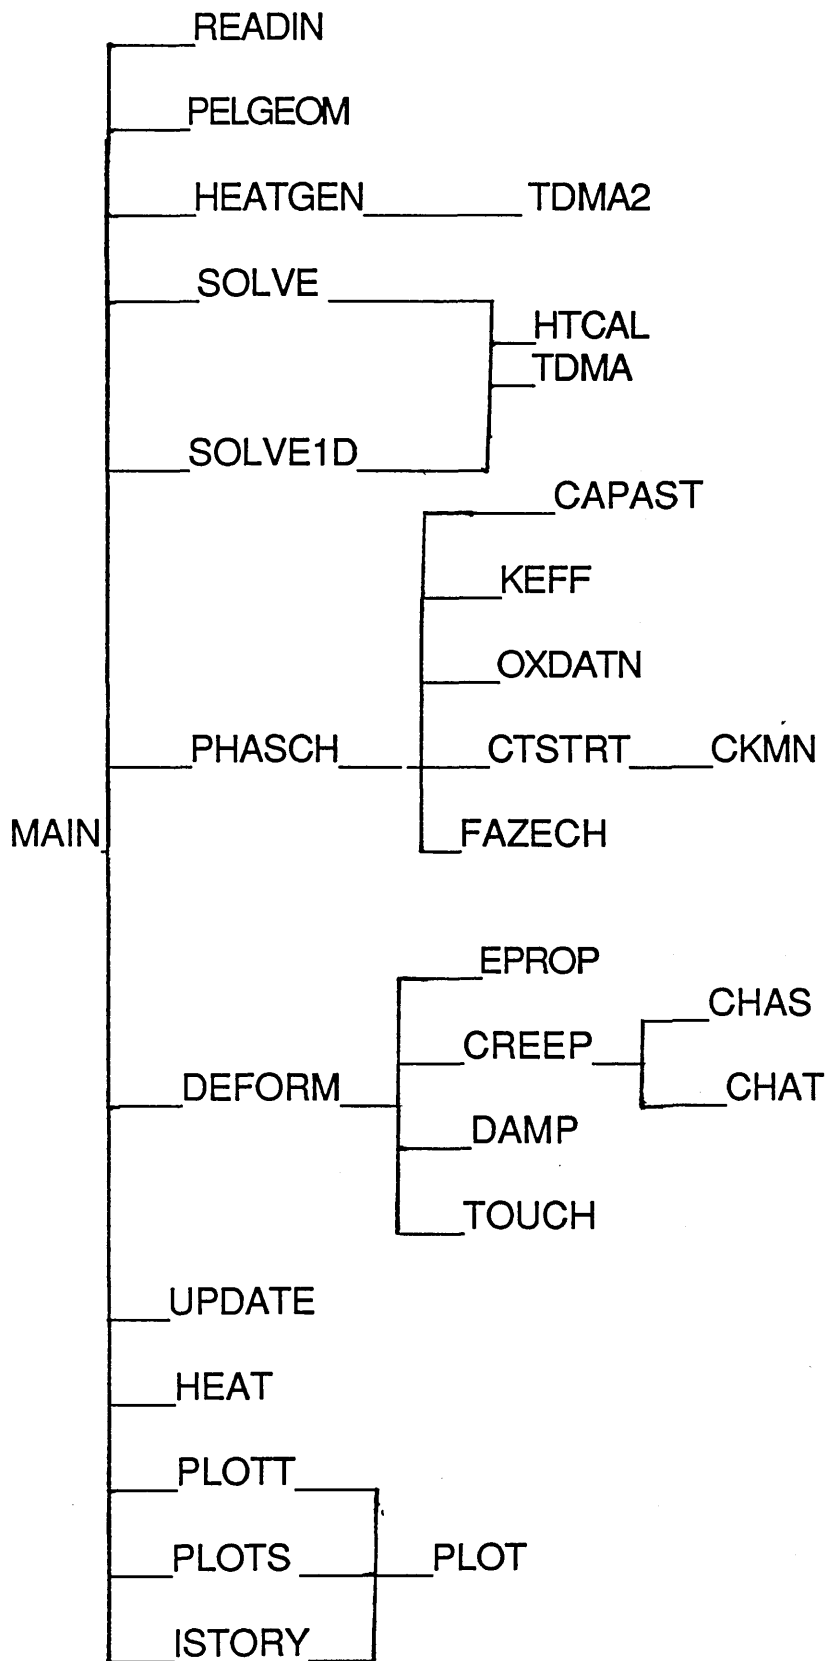 READIN
PELGEOM
HEATGEN TDMA2
SOLVE
HTCAL
TDMA
SOLVE1D
CAPAST
KEFF
OXDATN
PHASCH CTSTRT CKMN
MAIN FAZECH
EPROP
CHAS
CREEP
DEFORM CHAT
DAMP
TOUCH
UPDATE
HEAT
PLOTT
PLOTS PLOT
ISTORY